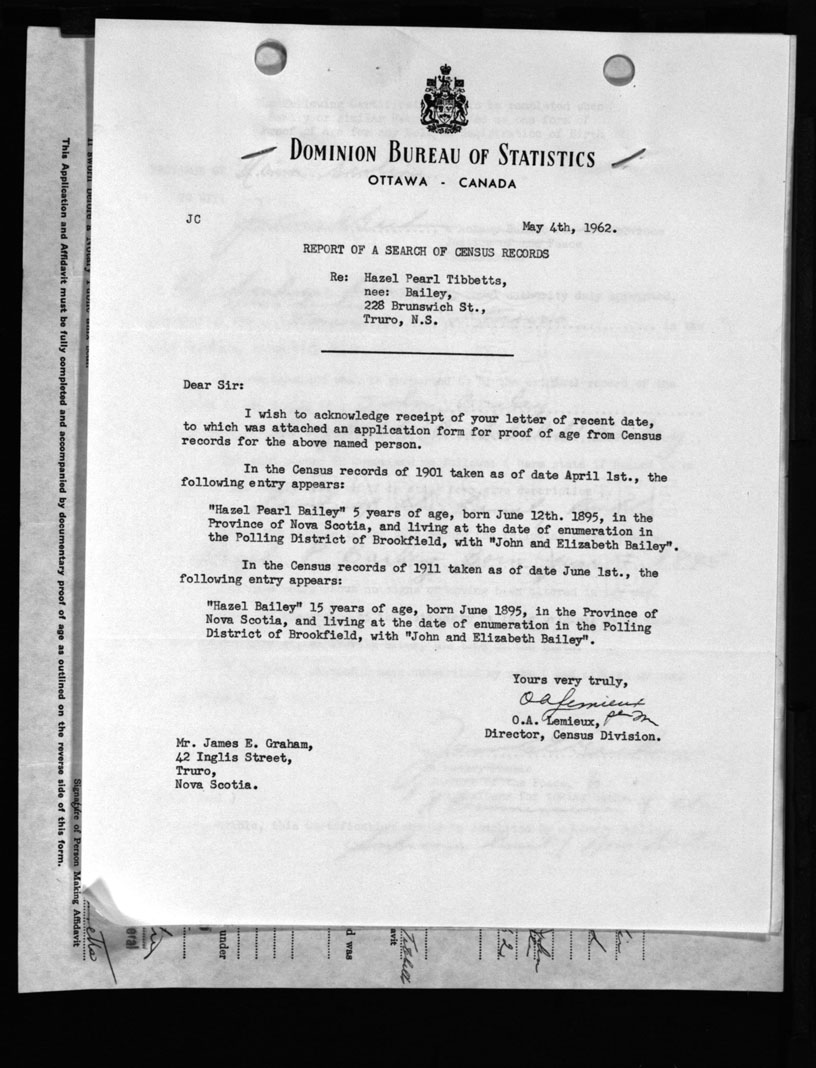 DOMINION BUREAU OF STATISTICS
OTTAWA - CANADA
JC
May 4th, 1962.
REPORT OF A SEARCH OF CENSUS RECORDS
Re: Hazel Pearl Tibbetts,
nee: Bailey,
228 Brunswich St.,
Truro, N.S.
Dear Sir:
I wish to acknowledge receipt of your letter of recent date,
to which was attached an application form for proof of age from Census
records for the above named person.
In the Census records of 1901 taken as of date April 1st., the
following entry appears:
"Hazel Pearl Bailey" 5 years of age, born June 12th. 1895, in the
Province of Nova Scotia, and living at the date of enumeration in
the Polling District of Brookfield, with "John and Elizabeth Bailey".
In the Census records of 1911 taken as of date June 1st., the
following entry appears:
"Hazel Bailey" 15 years of age, born June 1895, in the Province of
Nova Scotia, and living at the date of enumeration in the Polling
District of Brookfield, with "John and Elizabeth Bailey".
Yours very truly,
OALemieux
O.A. Lemieux, per
Director, Census Division.
Mr. James E. Graham,
42 Inglis Street,
Truro,
Nova Scotia.
This Application and Affidavit must be fully completed and accompanied by documentary proof of age as outlined on the reverse side of this form.
If sworn before a Notary
Signature of Person Making Affidavit
under
d was